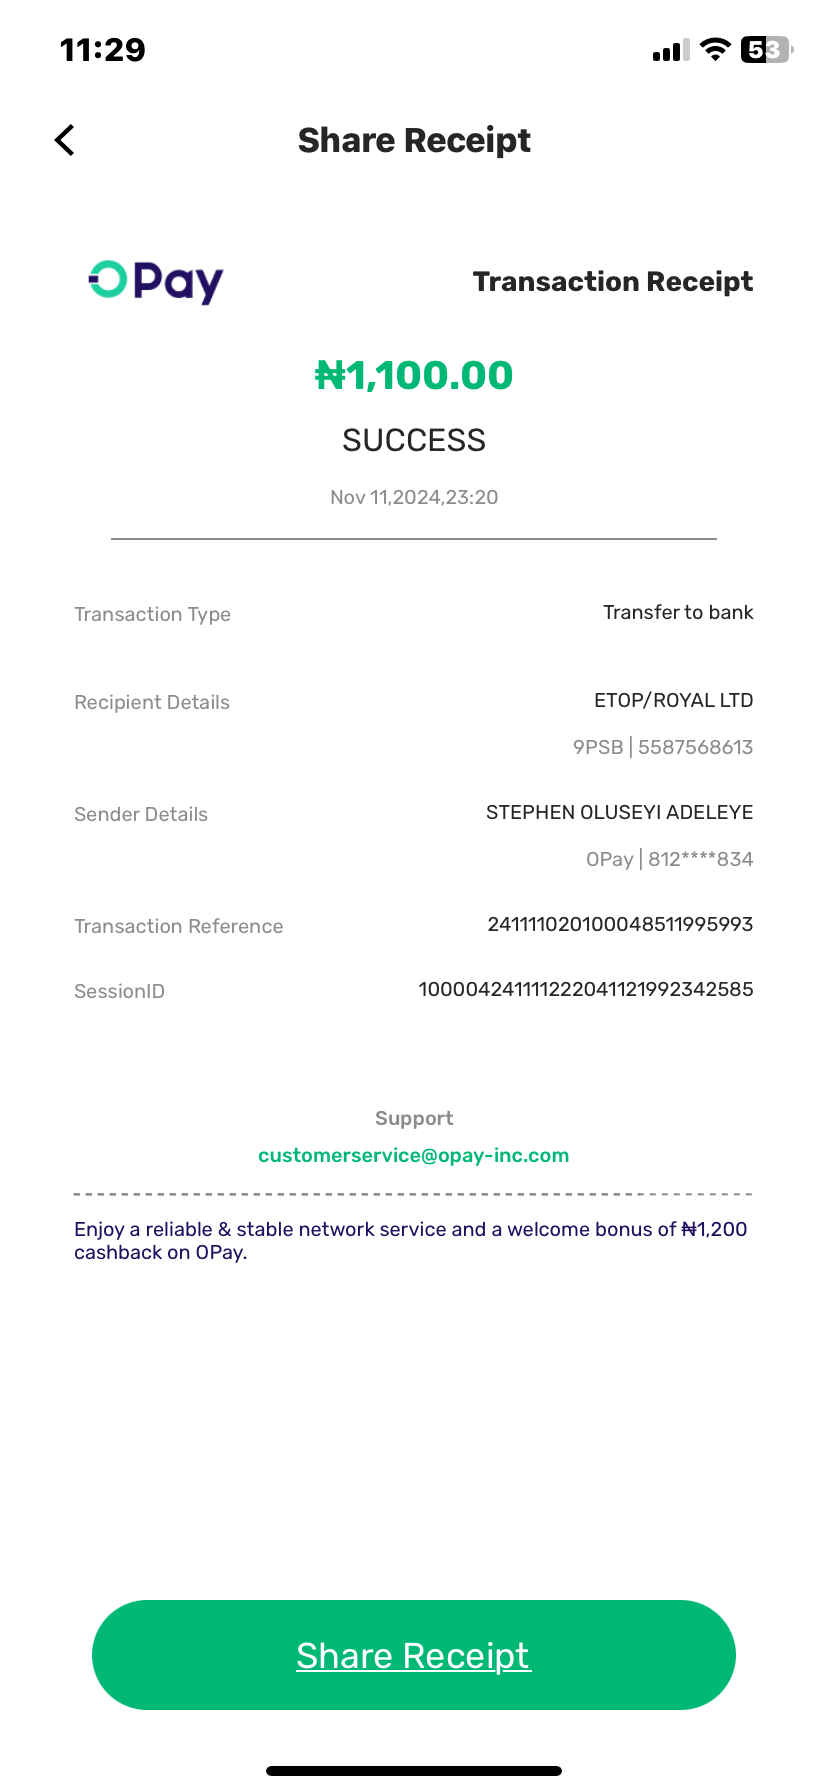 11:29
53
Share Receipt
OPay
Transaction Receipt
₦1,100.00
SUCCESS
Nov 11,2024,23:20
Transaction Type
Transfer to bank
Recipient Details
ETOP/ROYAL LTD
9PSB | 5587568613
Sender Details
STEPHEN OLUSEYI ADELEYE
OPay | 812****834
Transaction Reference
241111020100048511995993
SessionID
100004241111222041121992342585
Support
customerservice@opay-inc.com
Enjoy a reliable & stable network service and a welcome bonus of ₦1,200
cashback on OPay.
Share Receipt